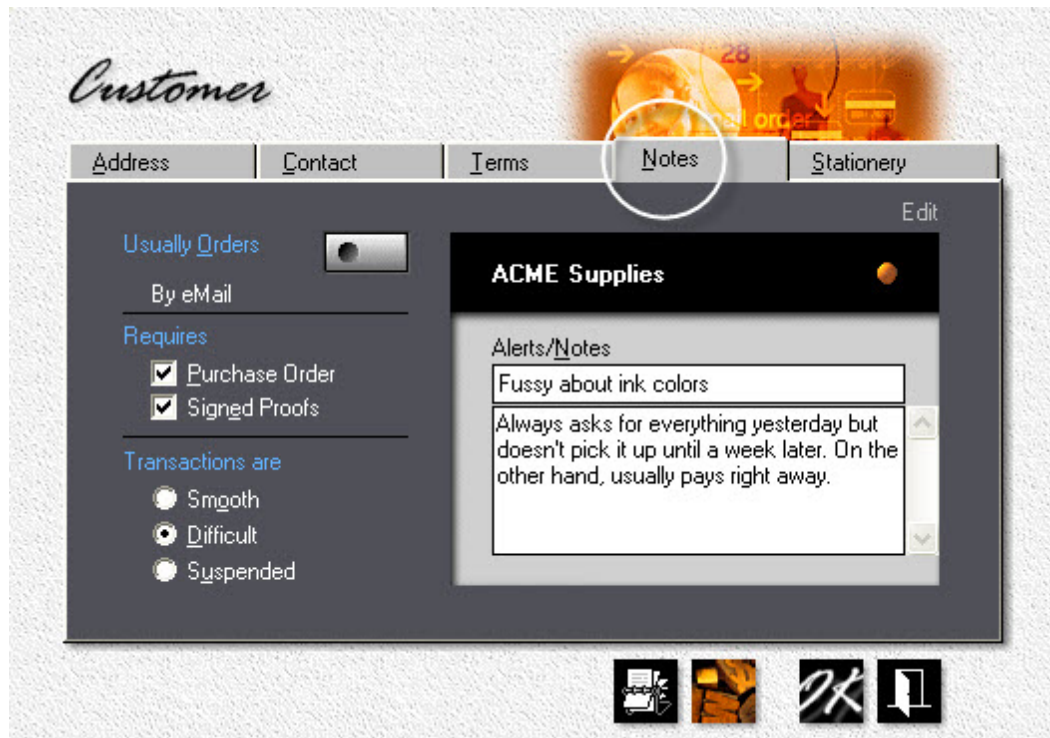 Customer
28
mail order
Address
Contact
Terms
Notes
Stationery
Edit
Usually Orders
By eMail
Requires
Purchase Order
Signed Proofs
Transactions are
Smooth
Difficult
Suspended
ACME Supplies
Alerts/Notes
Fussy about ink colors
Always asks for everything yesterday but
doesn't pick it up until a week later. On the
other hand, usually pays right away.
OK